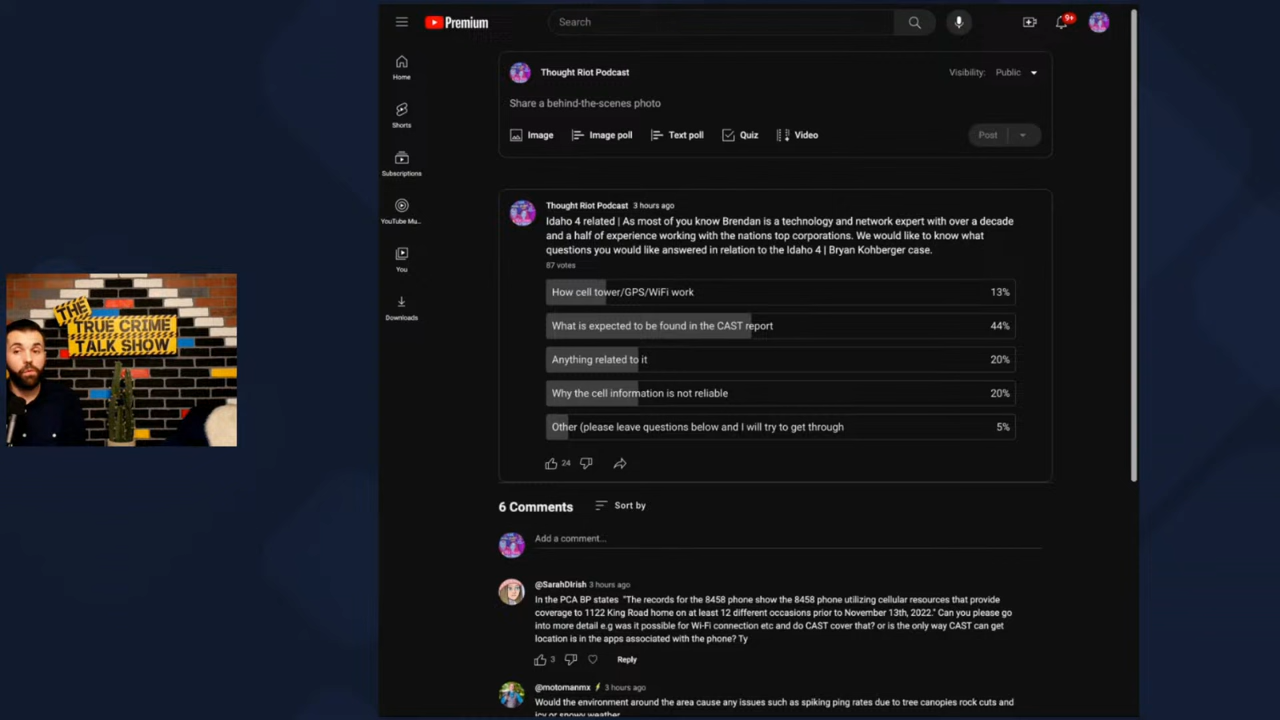 Premium
Search
9+
Home
Shorts
Subscriptions
YouTube Mu...
You
Downloads
Thought Riot Podcast
Visibility: Public
Share a behind-the-scenes photo
Image
Image poll
Text poll
Quiz
Video
Post
Thought Riot Podcast 3 hours ago
Idaho 4 related | As most of you know Brendan is a technology and network expert with over a decade
and a half of experience working with the nations top corporations. We would like to know what
questions you would like answered in relation to the Idaho 4 | Bryan Kohberger case.
87 votes
How cell tower/GPS/WiFi work 13%
What is expected to be found in the CAST report 44%
Anything related to it 20%
Why the cell information is not reliable 20%
Other (please leave questions below and I will try to get through 5%
24
6 Comments
Sort by
Add a comment...
@SarahDIrish 3 hours ago
In the PCA BP states "The records for the 8458 phone show the 8458 phone utilizing cellular resources that provide
coverage to 1122 King Road home on at least 12 different occasions prior to November 13th, 2022." Can you please go
into more detail e.g was it possible for Wi-Fi connection etc and do CAST cover that? or is the only way CAST can get
location is in the apps associated with the phone? Ty
3
Reply
@motomanmx 3 hours ago
Would the environment around the area cause any issues such as spiking ping rates due to tree canopies rock cuts and
icy or snowy weather
THE
TRUE CRIME
TALK SHOW